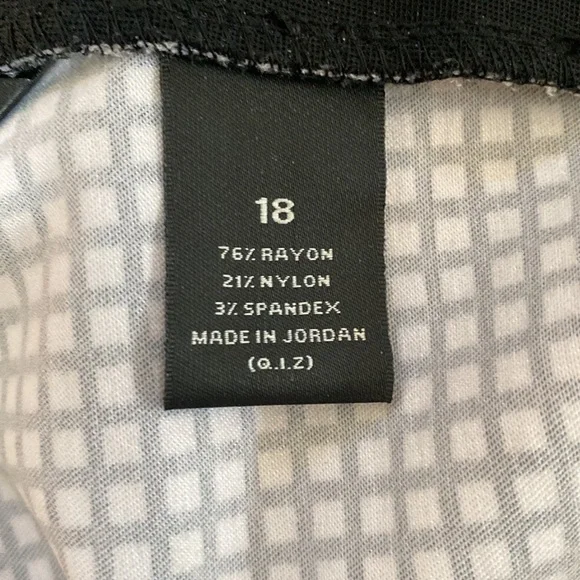 18
76% RAYON
21% NYLON
3% SPANDEX
MADE IN JORDAN
(Q.I.Z)